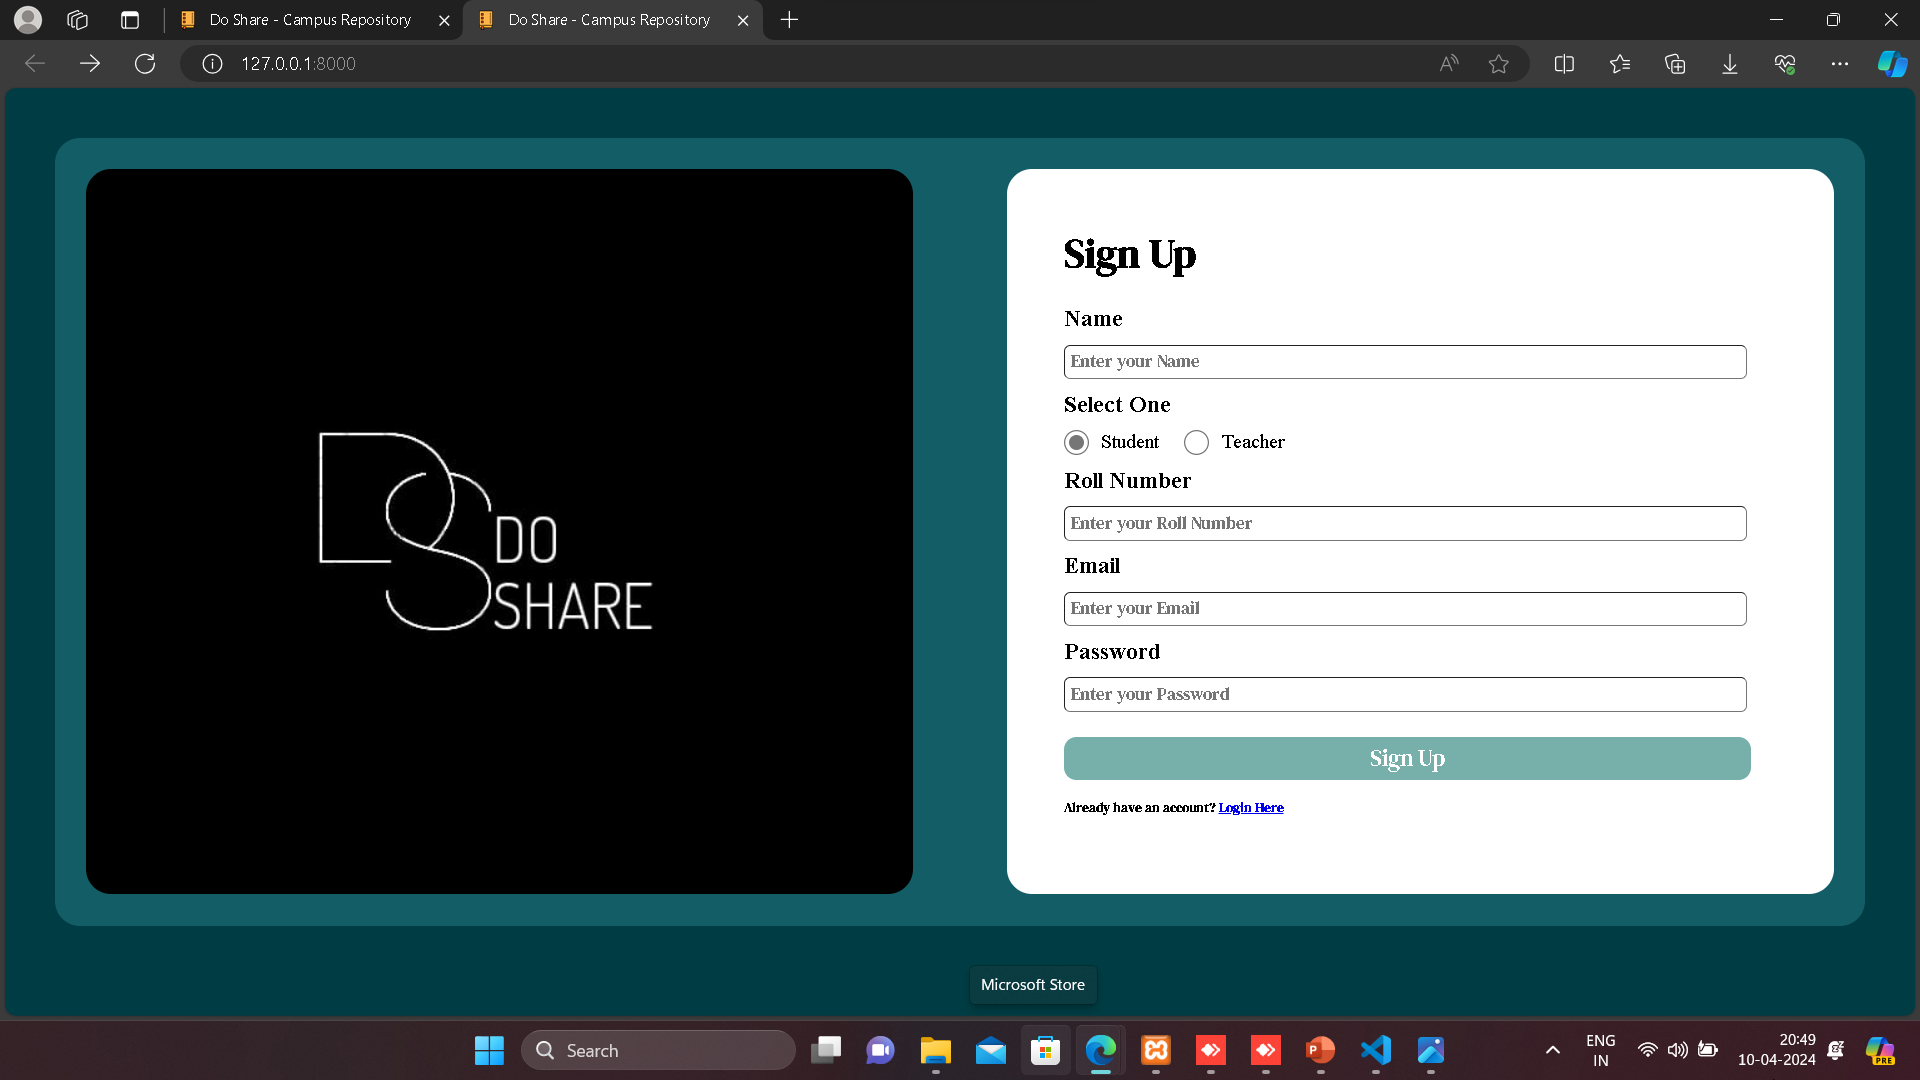 Do Share - Campus Repository
Do Share - Campus Repository
127.0.0.1:8000
DS
DO
SHARE
Sign Up
Name
Enter your Name
Select One
Student Teacher
Roll Number
Enter your Roll Number
Email
Enter your Email
Password
Enter your Password
Sign Up
Already have an account? Login Here
Microsoft Store
Search
ENG
IN
20:49
10-04-2024
PRE